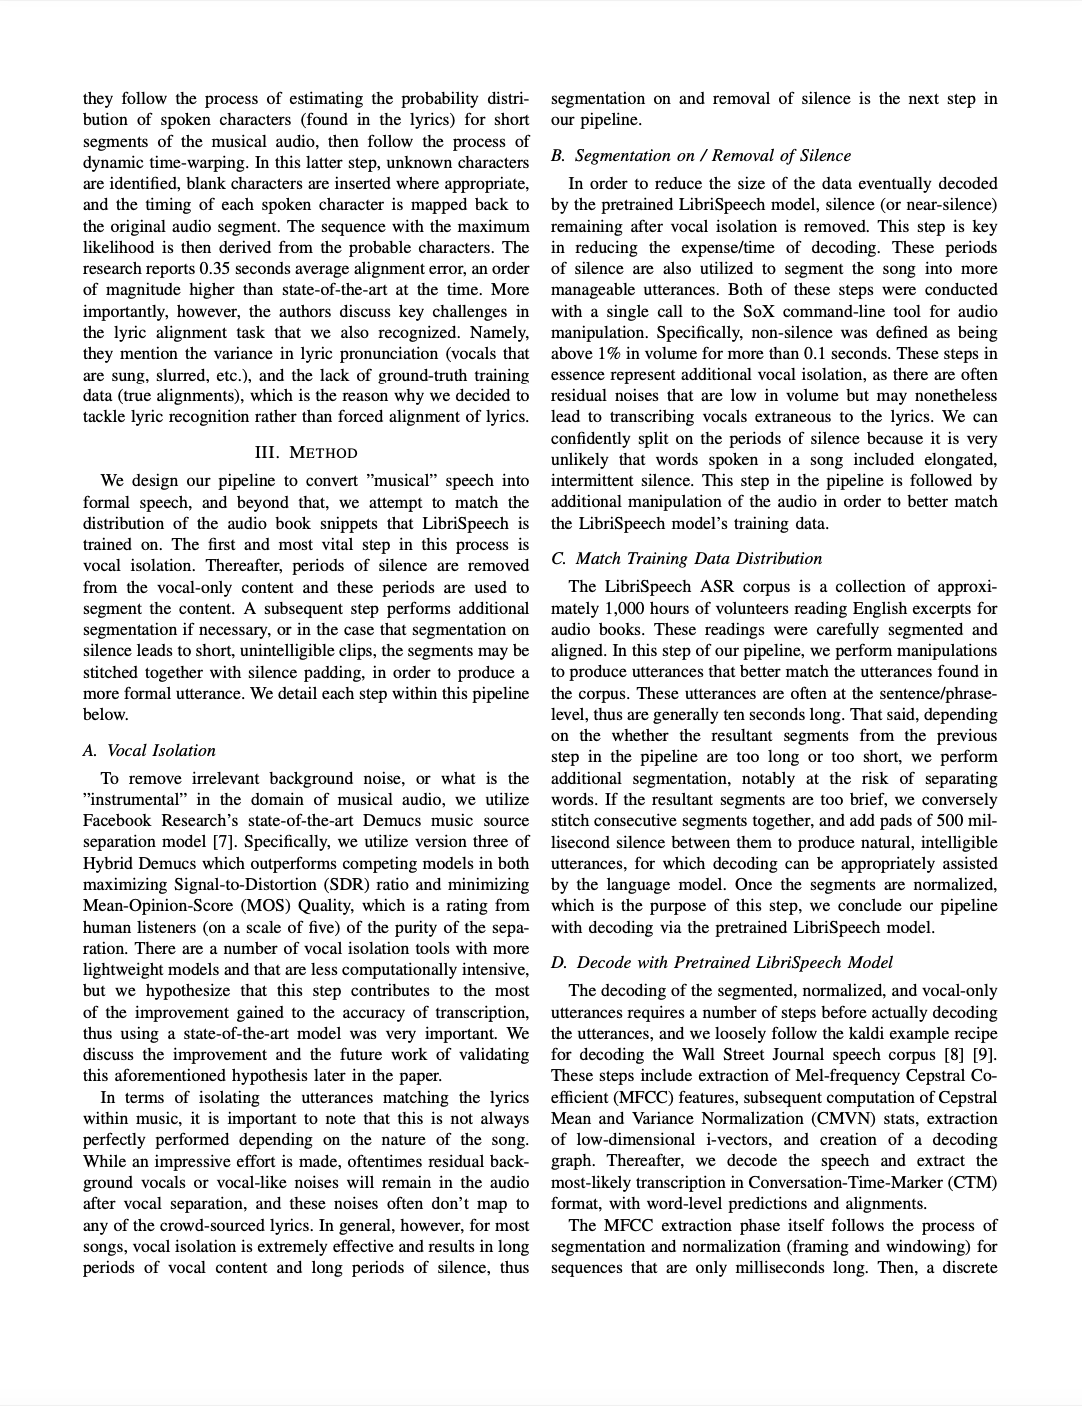 they follow the process of estimating the probability distri-
bution of spoken characters (found in the lyrics) for short
segments of the musical audio, then follow the process of
dynamic time-warping. In this latter step, unknown characters
are identified, blank characters are inserted where appropriate,
and the timing of each spoken character is mapped back to
the original audio segment. The sequence with the maximum
likelihood is then derived from the probable characters. The
research reports 0.35 seconds average alignment error, an order
of magnitude higher than state-of-the-art at the time. More
importantly, however, the authors discuss key challenges in
the lyric alignment task that we also recognized. Namely,
they mention the variance in lyric pronunciation (vocals that
are sung, slurred, etc.), and the lack of ground-truth training
data (true alignments), which is the reason why we decided to
tackle lyric recognition rather than forced alignment of lyrics.
III. METHOD
We design our pipeline to convert ”musical” speech into
formal speech, and beyond that, we attempt to match the
distribution of the audio book snippets that LibriSpeech is
trained on. The first and most vital step in this process is
vocal isolation. Thereafter, periods of silence are removed
from the vocal-only content and these periods are used to
segment the content. A subsequent step performs additional
segmentation if necessary, or in the case that segmentation on
silence leads to short, unintelligible clips, the segments may be
stitched together with silence padding, in order to produce a
more formal utterance. We detail each step within this pipeline
below.
A. Vocal Isolation
To remove irrelevant background noise, or what is the
”instrumental” in the domain of musical audio, we utilize
Facebook Research’s state-of-the-art Demucs music source
separation model [7]. Specifically, we utilize version three of
Hybrid Demucs which outperforms competing models in both
maximizing Signal-to-Distortion (SDR) ratio and minimizing
Mean-Opinion-Score (MOS) Quality, which is a rating from
human listeners (on a scale of five) of the purity of the sepa-
ration. There are a number of vocal isolation tools with more
lightweight models and that are less computationally intensive,
but we hypothesize that this step contributes to the most
of the improvement gained to the accuracy of transcription,
thus using a state-of-the-art model was very important. We
discuss the improvement and the future work of validating
this aforementioned hypothesis later in the paper.
In terms of isolating the utterances matching the lyrics
within music, it is important to note that this is not always
perfectly performed depending on the nature of the song.
While an impressive effort is made, oftentimes residual back-
ground vocals or vocal-like noises will remain in the audio
after vocal separation, and these noises often don’t map to
any of the crowd-sourced lyrics. In general, however, for most
songs, vocal isolation is extremely effective and results in long
periods of vocal content and long periods of silence, thus
segmentation on and removal of silence is the next step in
our pipeline.
B. Segmentation on / Removal of Silence
In order to reduce the size of the data eventually decoded
by the pretrained LibriSpeech model, silence (or near-silence)
remaining after vocal isolation is removed. This step is key
in reducing the expense/time of decoding. These periods
of silence are also utilized to segment the song into more
manageable utterances. Both of these steps were conducted
with a single call to the SoX command-line tool for audio
manipulation. Specifically, non-silence was defined as being
above 1% in volume for more than 0.1 seconds. These steps in
essence represent additional vocal isolation, as there are often
residual noises that are low in volume but may nonetheless
lead to transcribing vocals extraneous to the lyrics. We can
confidently split on the periods of silence because it is very
unlikely that words spoken in a song included elongated,
intermittent silence. This step in the pipeline is followed by
additional manipulation of the audio in order to better match
the LibriSpeech model’s training data.
C. Match Training Data Distribution
The LibriSpeech ASR corpus is a collection of approxi-
mately 1,000 hours of volunteers reading English excerpts for
audio books. These readings were carefully segmented and
aligned. In this step of our pipeline, we perform manipulations
to produce utterances that better match the utterances found in
the corpus. These utterances are often at the sentence/phrase-
level, thus are generally ten seconds long. That said, depending
on the whether the resultant segments from the previous
step in the pipeline are too long or too short, we perform
additional segmentation, notably at the risk of separating
words. If the resultant segments are too brief, we conversely
stitch consecutive segments together, and add pads of 500 mil-
lisecond silence between them to produce natural, intelligible
utterances, for which decoding can be appropriately assisted
by the language model. Once the segments are normalized,
which is the purpose of this step, we conclude our pipeline
with decoding via the pretrained LibriSpeech model.
D. Decode with Pretrained LibriSpeech Model
The decoding of the segmented, normalized, and vocal-only
utterances requires a number of steps before actually decoding
the utterances, and we loosely follow the kaldi example recipe
for decoding the Wall Street Journal speech corpus [8] [9].
These steps include extraction of Mel-frequency Cepstral Co-
efficient (MFCC) features, subsequent computation of Cepstral
Mean and Variance Normalization (CMVN) stats, extraction
of low-dimensional i-vectors, and creation of a decoding
graph. Thereafter, we decode the speech and extract the
most-likely transcription in Conversation-Time-Marker (CTM)
format, with word-level predictions and alignments.
The MFCC extraction phase itself follows the process of
segmentation and normalization (framing and windowing) for
sequences that are only milliseconds long. Then, a discrete